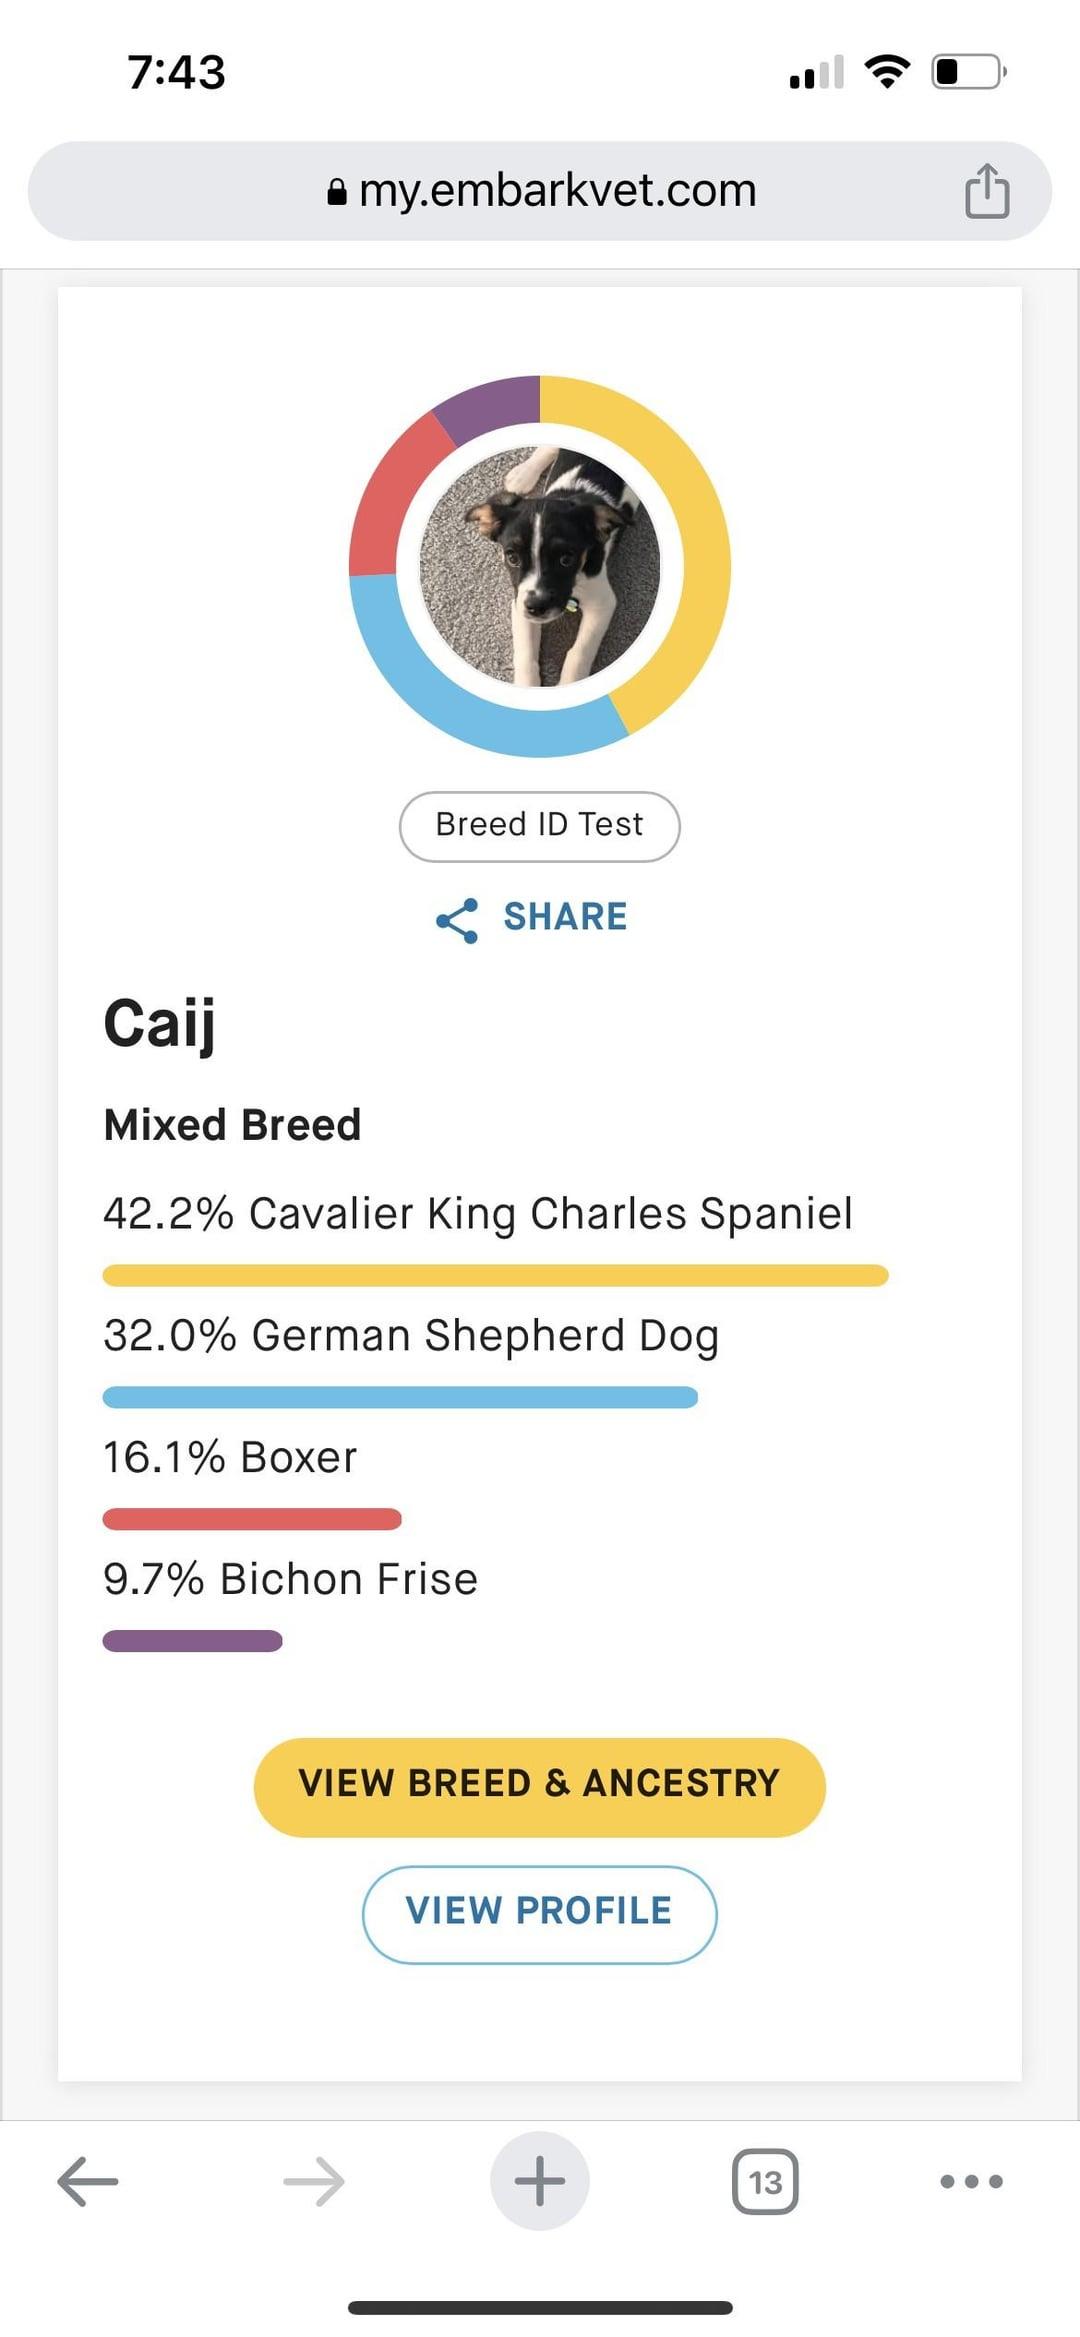 7:43
my.embarkvet.com
Breed ID Test
SHARE
Caij
Mixed Breed
42.2% Cavalier King Charles Spaniel
32.0% German Shepherd Dog
16.1% Boxer
9.7% Bichon Frise
VIEW BREED & ANCESTRY
VIEW PROFILE
13